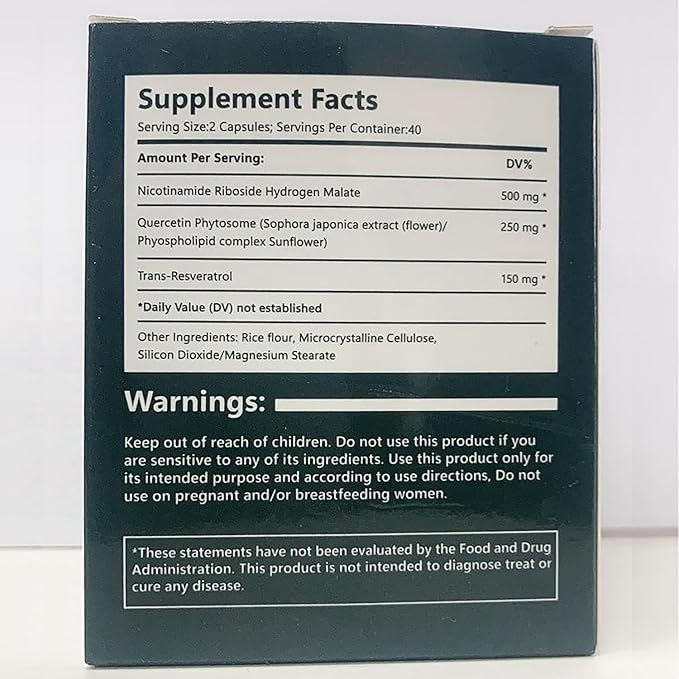 Supplement Facts
Serving Size:2 Capsules; Servings Per Container:40
Amount Per Serving: DV%
Nicotinamide Riboside Hydrogen Malate 500 mg *
Quercetin Phytosome (Sophora japonica extract (flower)/ 250 mg *
Phyospholipid complex Sunflower)
Trans-Resveratrol 150 mg *
*Daily Value (DV) not established
Other Ingredients: Rice flour, Microcrystalline Cellulose,
Silicon Dioxide/Magnesium Stearate
Warnings:
Keep out of reach of children. Do not use this product if you
are sensitive to any of its ingredients. Use this product only for
its intended purpose and according to use directions, Do not
use on pregnant and/or breastfeeding women.
*These statements have not been evaluated by the Food and Drug
Administration. This product is not intended to diagnose treat or
cure any disease.